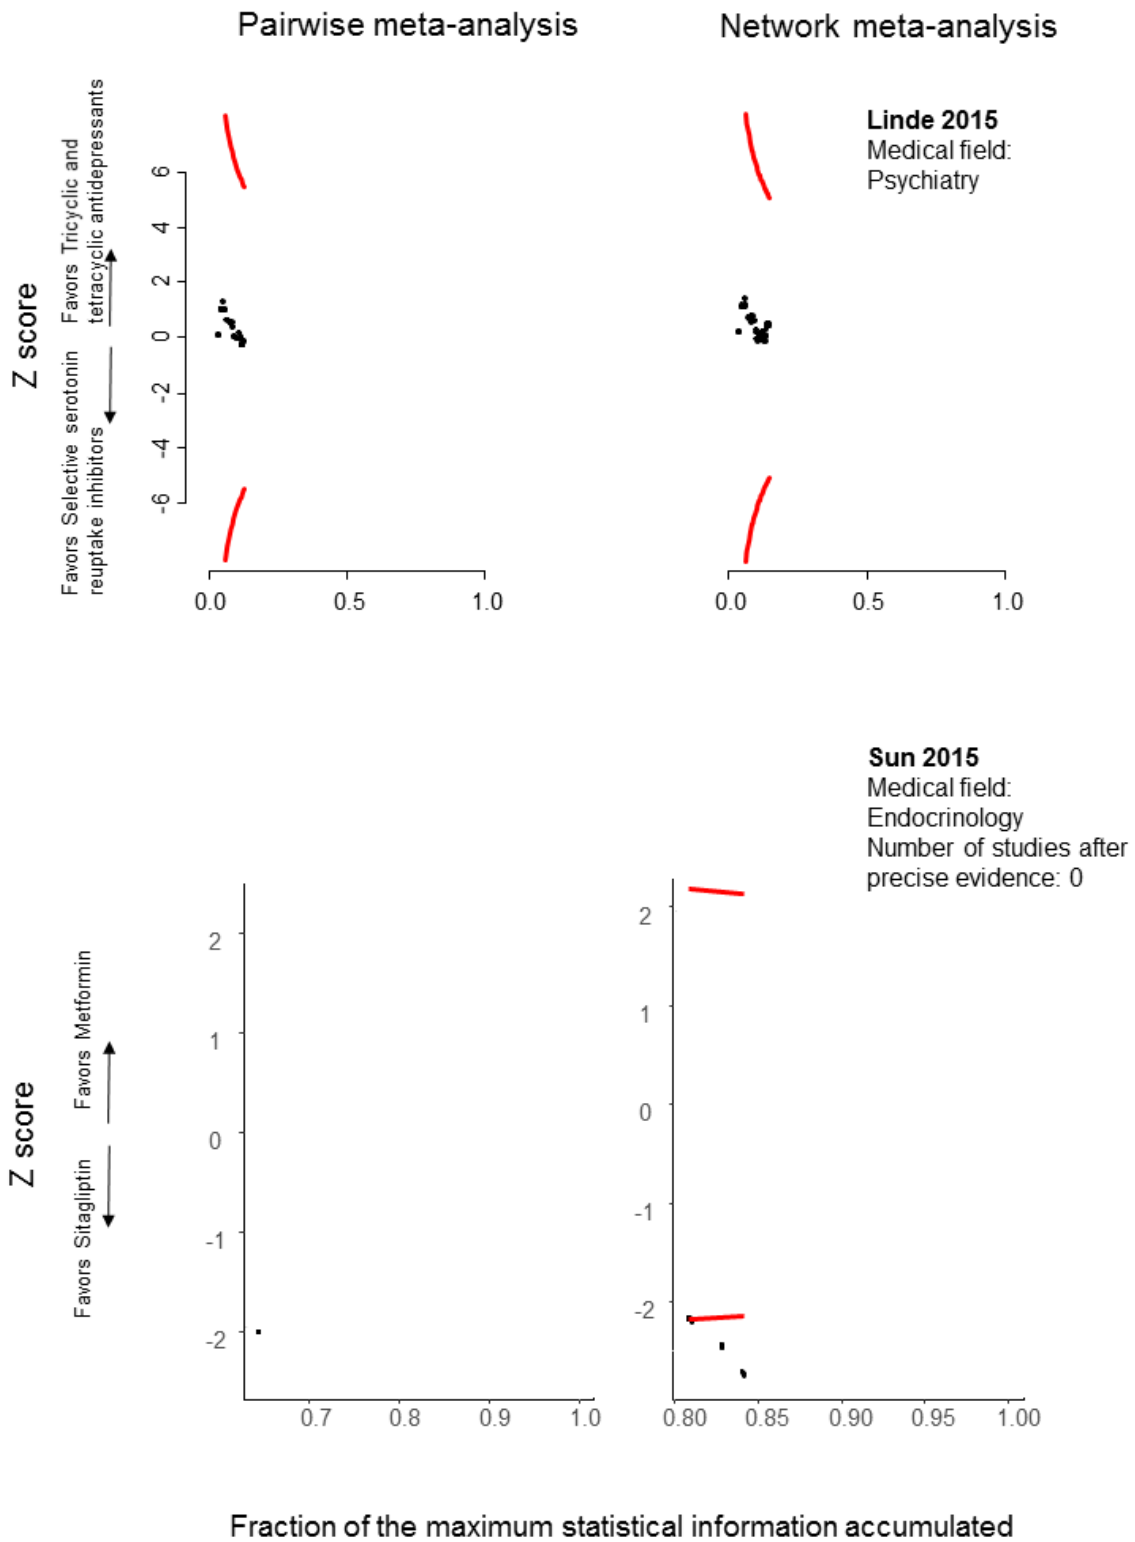 Pairwise meta-analysis
Network meta-analysis
Z score
Favors Tricyclic and
tetracyclic antidepressants
Favors Selective serotonin
reuptake inhibitors
6
4
2
0
-2
-4
-6
0.0 0.5 1.0
Linde 2015
Medical field:
Psychiatry
0.0 0.5 1.0
Z score
Favors Metformin
Favors Sitagliptin
2
1
0
-1
-2
0.7 0.8 0.9 1.0
Sun 2015
Medical field:
Endocrinology
Number of studies after
precise evidence: 0
2
1
0
-1
-2
0.80 0.85 0.90 0.95 1.00
Fraction of the maximum statistical information accumulated